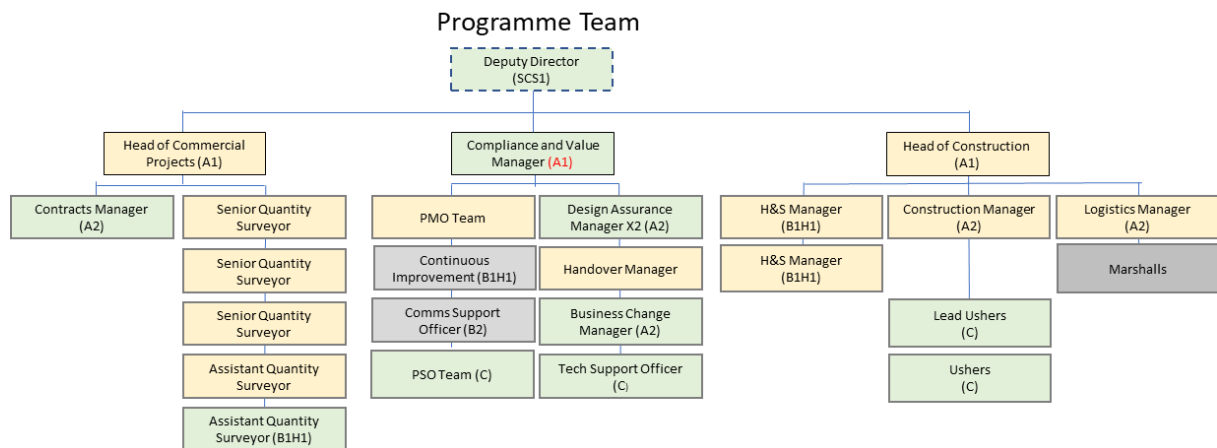 Programme Team
Deputy Director
(SCS1)
Head of Commercial
Projects (A1)
Compliance and Value
Manager (A1)
Head of Construction
(A1)
Contracts Manager
(A2)
Senior Quantity
Surveyor
Senior Quantity
Surveyor
Senior Quantity
Surveyor
Assistant Quantity
Surveyor
Assistant Quantity
Surveyor (B1H1)
PMO Team
Continuous
Improvement (B1H1)
Comms Support
Officer (B2)
PSO Team (C)
Design Assurance
Manager X2 (A2)
Handover Manager
Business Change
Manager (A2)
Tech Support Officer
(C)
H&S Manager
(B1H1)
H&S Manager
(B1H1)
Construction Manager
(A2)
Lead Ushers
(C)
Ushers
(C)
Logistics Manager
(A2)
Marshalls